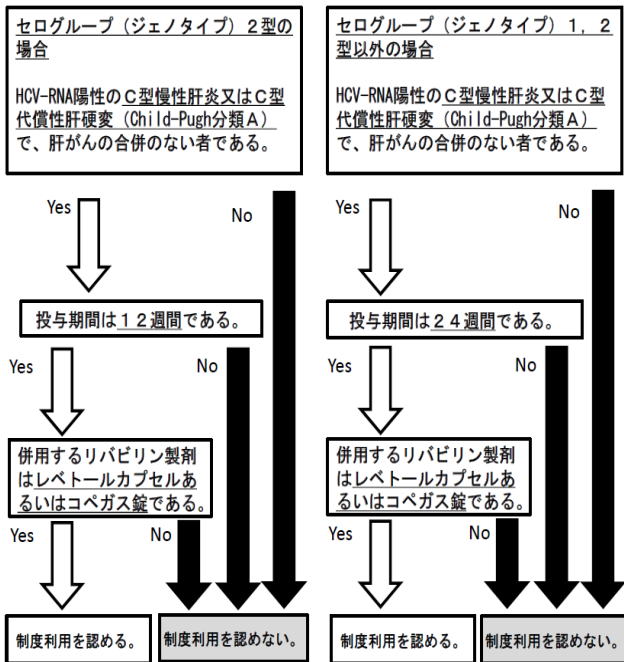 セログループ（ジェノタイプ）２型の
場合
HCV-RNA陽性のＣ型慢性肝炎又はＣ型
代償性肝硬変（Child-Pugh分類Ａ）
で、肝がんの合併のない者である。
Yes
No
投与期間は１２週間である。
Yes
No
併用するリバビリン製剤
はレベトールカプセルあ
るいはコペガス錠である。
Yes
No
制度利用を認める。
制度利用を認めない。
セログループ（ジェノタイプ）１，２
型以外の場合
HCV-RNA陽性のＣ型慢性肝炎又はＣ型
代償性肝硬変（Child-Pugh分類Ａ）
で、肝がんの合併のない者である。
Yes
No
投与期間は２４週間である。
Yes
No
併用するリバビリン製剤
はレベトールカプセルあ
るいはコペガス錠である。
Yes
No
制度利用を認める。
制度利用を認めない。